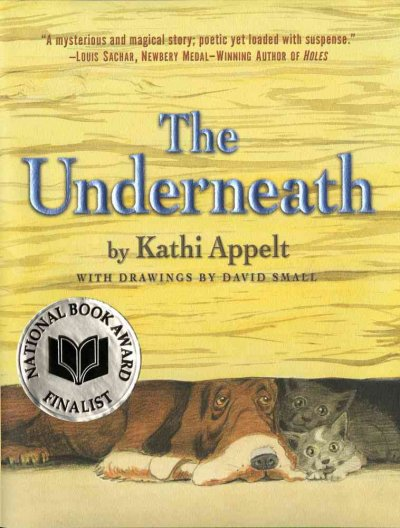 “A mysterious and magical story; poetic yet loaded with suspense.”
—Louis Sachar, Newbery Medal–Winning Author of Holes
The
Underneath
by Kathi Appelt
WITH DRAWINGS BY DAVID SMALL
NATIONAL BOOK AWARD
FINALIST